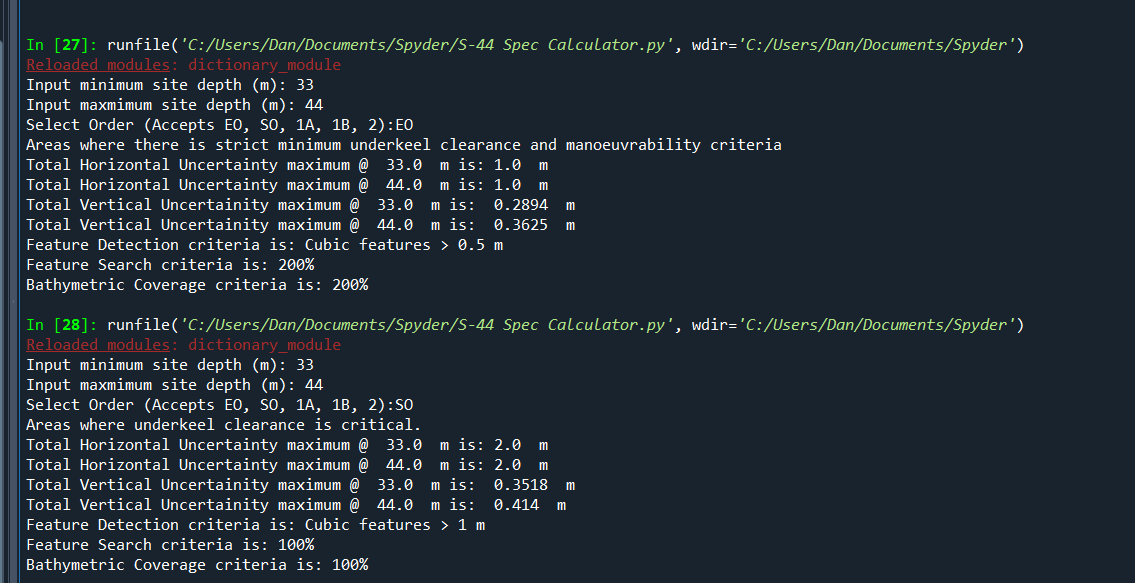 In [27]: runfile('C:/Users/Dan/Documents/Spyder/S-44 Spec Calculator.py', wdir='C:/Users/Dan/Documents/Spyder')
Reloaded modules: dictionary_module
Input minimum site depth (m): 33
Input maxmimum site depth (m): 44
Select Order (Accepts EO, SO, 1A, 1B, 2):EO
Areas where there is strict minimum underkeel clearance and manoeuvrability criteria
Total Horizontal Uncertainty maximum @  33.0  m is: 1.0  m
Total Horizontal Uncertainty maximum @  44.0  m is: 1.0  m
Total Vertical Uncertainity maximum @  33.0  m is:  0.2894  m
Total Vertical Uncertainity maximum @  44.0  m is:  0.3625  m
Feature Detection criteria is: Cubic features > 0.5 m
Feature Search criteria is: 200%
Bathymetric Coverage criteria is: 200%
In [28]: runfile('C:/Users/Dan/Documents/Spyder/S-44 Spec Calculator.py', wdir='C:/Users/Dan/Documents/Spyder')
Reloaded modules: dictionary_module
Input minimum site depth (m): 33
Input maxmimum site depth (m): 44
Select Order (Accepts EO, SO, 1A, 1B, 2):SO
Areas where underkeel clearance is critical.
Total Horizontal Uncertainty maximum @  33.0  m is: 2.0  m
Total Horizontal Uncertainty maximum @  44.0  m is: 2.0  m
Total Vertical Uncertainity maximum @  33.0  m is:  0.3518  m
Total Vertical Uncertainity maximum @  44.0  m is:  0.414  m
Feature Detection criteria is: Cubic features > 1 m
Feature Search criteria is: 100%
Bathymetric Coverage criteria is: 100%